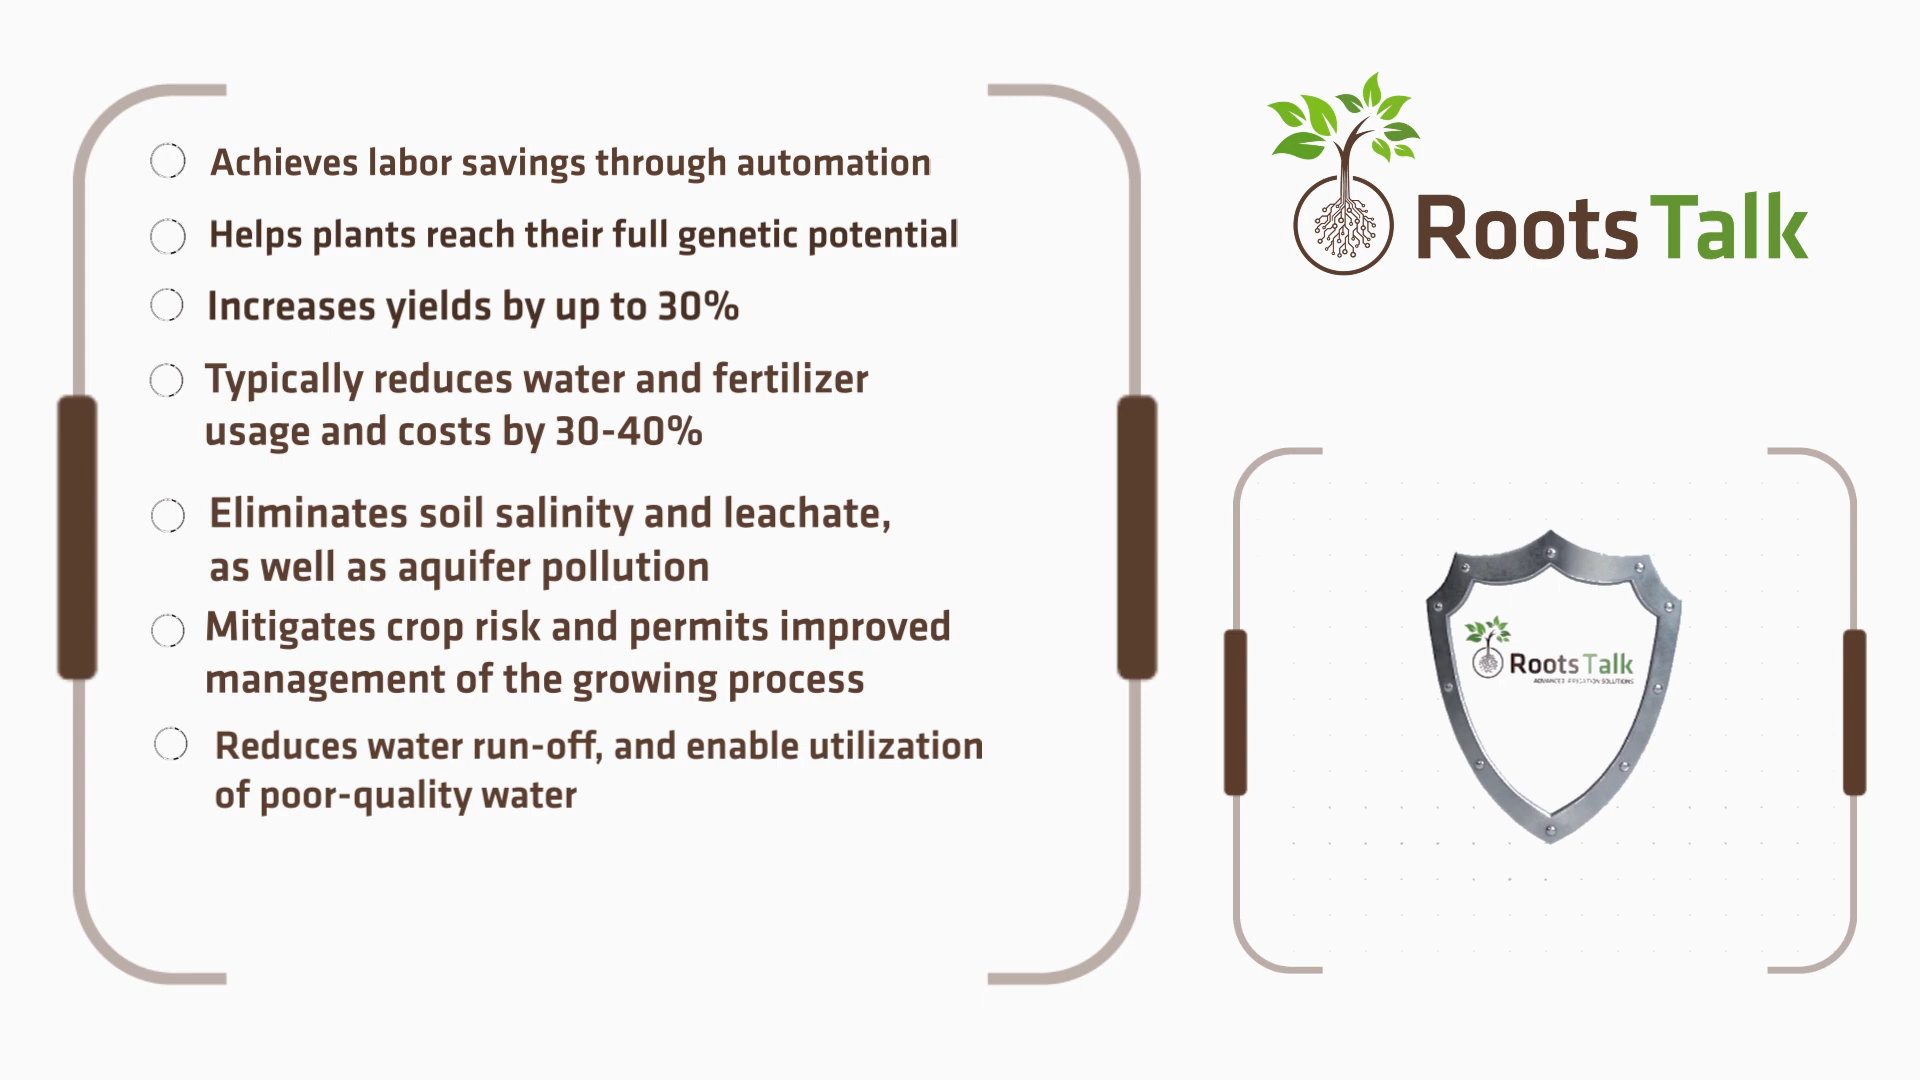 Achieves labor savings through automation
Helps plants reach their full genetic potential
Increases yields by up to 30%
Typically reduces water and fertilizer
usage and costs by 30-40%
Eliminates soil salinity and leachate,
as well as aquifer pollution
Mitigates crop risk and permits improved
management of the growing process
Reduces water run-off, and enable utilization
of poor-quality water
Roots Talk
Roots Talk
ADVANCED IRRIGATION SOLUTIONS